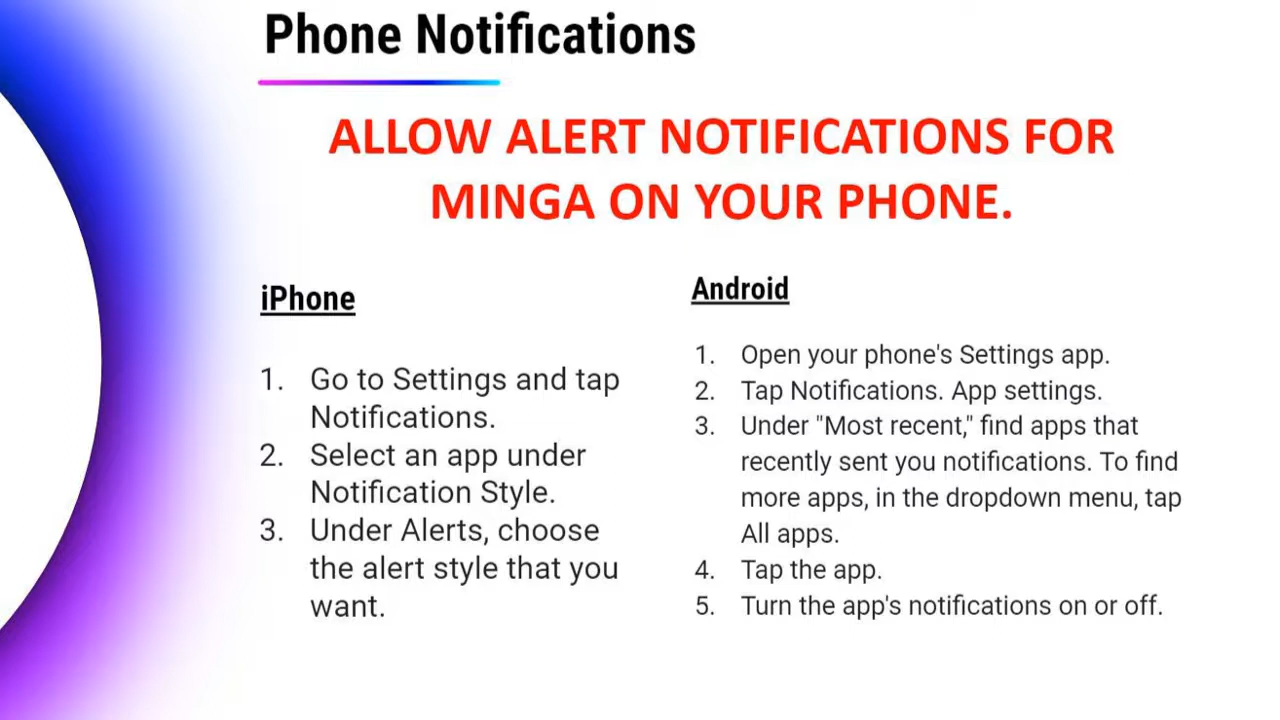 Phone Notifications
ALLOW ALERT NOTIFICATIONS FOR
MINGA ON YOUR PHONE.
iPhone
1. Go to Settings and tap
Notifications.
2. Select an app under
Notification Style.
3. Under Alerts, choose
the alert style that you
want.
Android
1. Open your phone's Settings app.
2. Tap Notifications. App settings.
3. Under "Most recent," find apps that
recently sent you notifications. To find
more apps, in the dropdown menu, tap
All apps.
4. Tap the app.
5. Turn the app's notifications on or off.